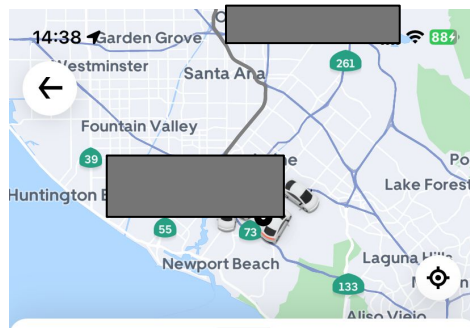 14:38
Garden Grove
88
Westminster
261
Santa Ana
Fountain Valley
39
Lake Forest
Huntington
55
73
Newport Beach
Laguna Hills
133
Aliso Viejo